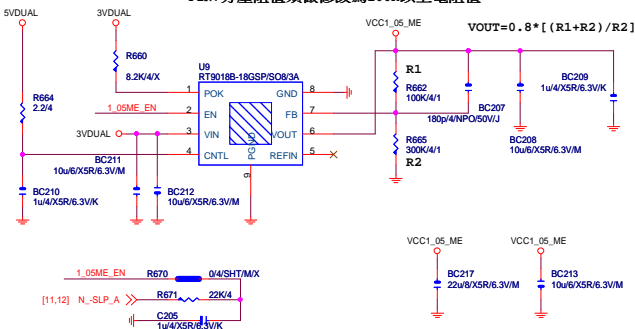 5VDUAL
3VDUAL
VCC1_05_ME
VOUT=0.8*[(R1+R2)/R2]
R660
8.2K/4/X
U9
RT9018B-18GSP/SO8/3A
R664
2.2/4
1 POK
GND 8
1_05ME_EN
2 EN
FB 7
3VDUAL
3 VIN
VOUT 6
4 CNTL
REFIN 5
PGND
9
R1
R662
100K/4/1
BC207
180p/4/NPO/50V/J
BC209
1u/4/X5R/6.3V/K
BC208
10u/6/X5R/6.3V/M
R665
300K/4/1
R2
BC211
10u/6/X5R/6.3V/M
BC210
1u/4/X5R/6.3V/K
BC212
10u/6/X5R/6.3V/M
1_05ME_EN
R670
0/4/SHT/M/X
[11,12] N_-SLP_A
R671
22K/4
C205
1u/4/X5R/6.3V/K
VCC1_05_ME
BC217
22u/8/X5R/6.3V/M
VCC1_05_ME
BC213
10u/6/X5R/6.3V/M